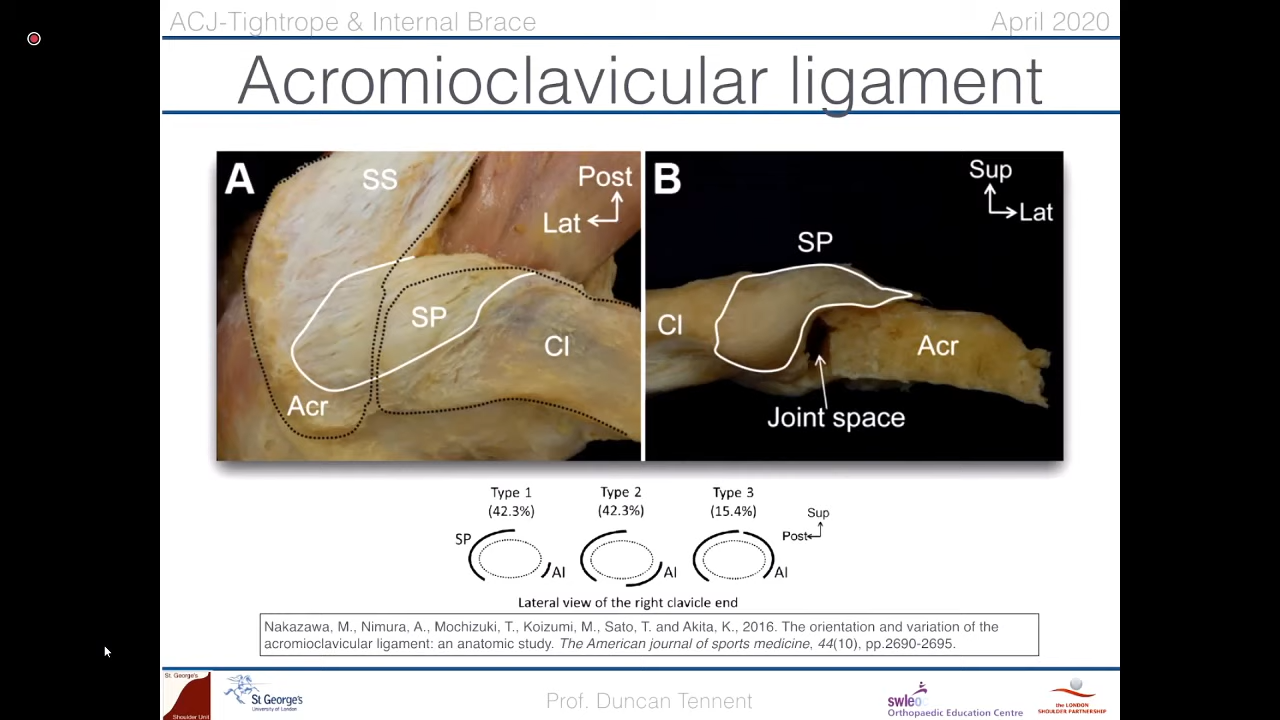 ACJ-Tightrope & Internal Brace
April 2020
Acromioclavicular ligament
A
SS
Post
Lat
SP
Cl
Acr
B
Sup
Lat
SP
Cl
Acr
Joint space
Type 1
(42.3%)
Type 2
(42.3%)
Type 3
(15.4%)
SP
AI
AI
AI
Sup
Post
Lateral view of the right clavicle end
Nakazawa, M., Nimura, A., Mochizuki, T., Koizumi, M., Sato, T. and Akita, K., 2016. The orientation and variation of the
acromioclavicular ligament: an anatomic study. The American journal of sports medicine, 44(10), pp.2690-2695.
St. George's
Shoulder Unit
St George's
University of London
Prof. Duncan Tennent
swleo
Orthopaedic Education Centre
the LONDON
SHOULDER PARTNERSHIP